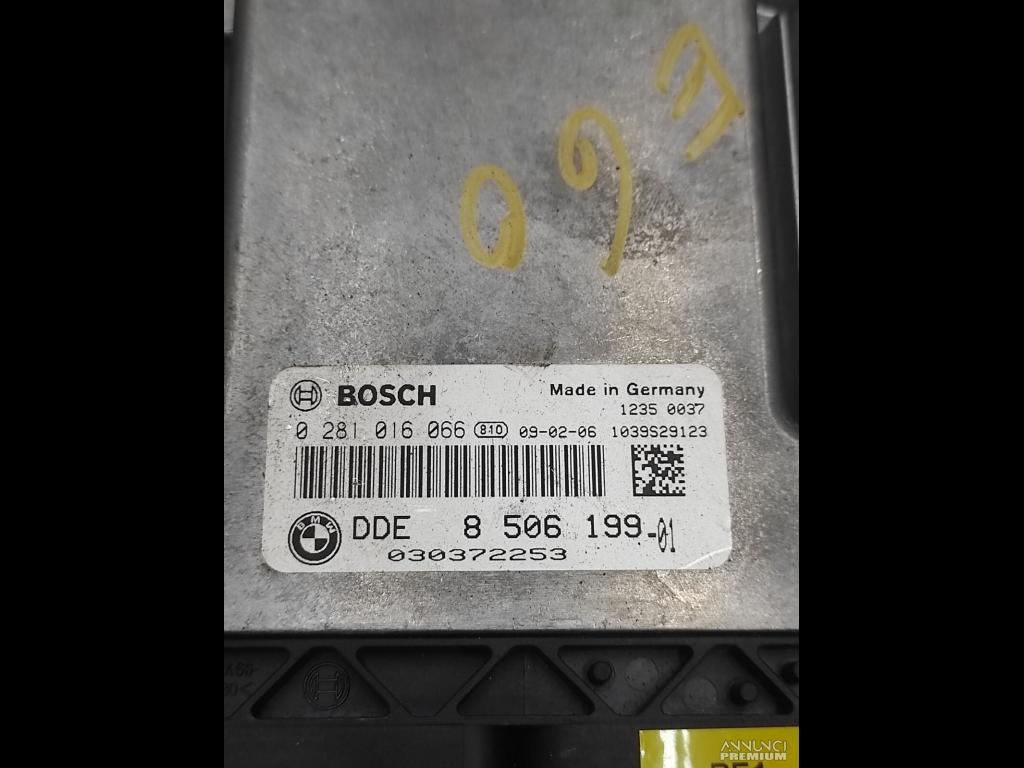 BOSCH
Made in Germany
1235 0037
0 281 016 066 810 09-02-06 1039S29123
BMW DDE 8 506 199-01
030372253
ANNUNCI
PREMIUM